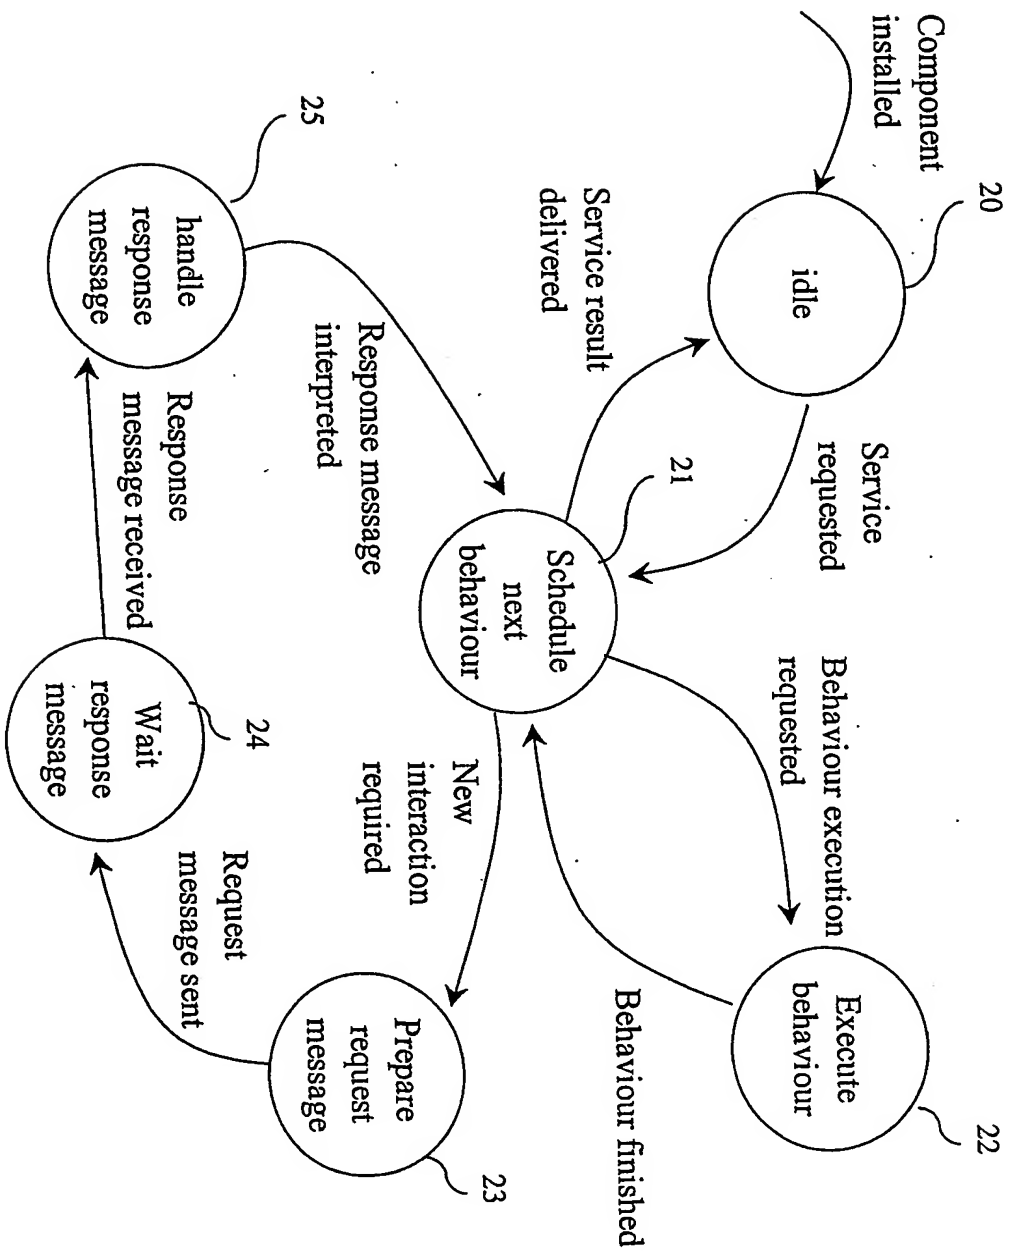 Component
installed
20
idle
Service
requested
Service result
delivered
21
Schedule
next
behaviour
Behaviour execution
requested
Execute
behaviour
22
Behaviour finished
New
interaction
required
Prepare
request
message
23
Request
message sent
24
Wait
response
message
Response
message received
25
handle
response
message
Response message
interpreted